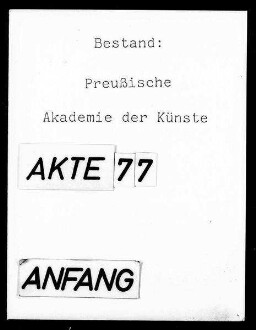 Bestand:
Preußische
Akademie der Künste
AKTE 77
ANFANG